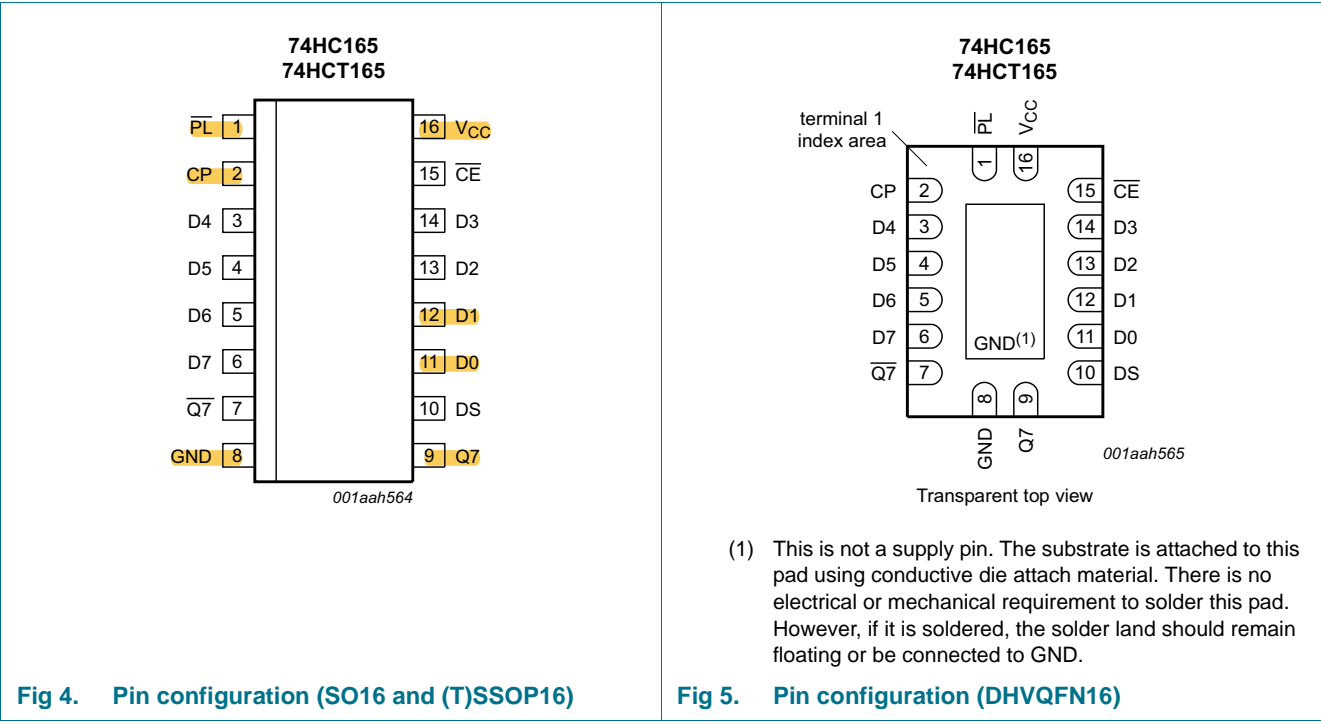 74HC165
74HCT165
P̅L̅ 1
16 VCC
CP 2
15 C̅E̅
D4 3
14 D3
D5 4
13 D2
D6 5
12 D1
D7 6
11 D0
Q̅7̅ 7
10 DS
GND 8
9 Q7
001aah564
Fig 4. Pin configuration (SO16 and (T)SSOP16)
74HC165
74HCT165
terminal 1
index area
P̅L̅
VCC
1
16
CP 2
15 C̅E̅
D4 3
14 D3
D5 4
13 D2
D6 5
12 D1
D7 6
GND(1)
11 D0
Q̅7̅ 7
10 DS
8
9
GND
Q7
001aah565
Transparent top view
(1) This is not a supply pin. The substrate is attached to this
pad using conductive die attach material. There is no
electrical or mechanical requirement to solder this pad.
However, if it is soldered, the solder land should remain
floating or be connected to GND.
Fig 5. Pin configuration (DHVQFN16)